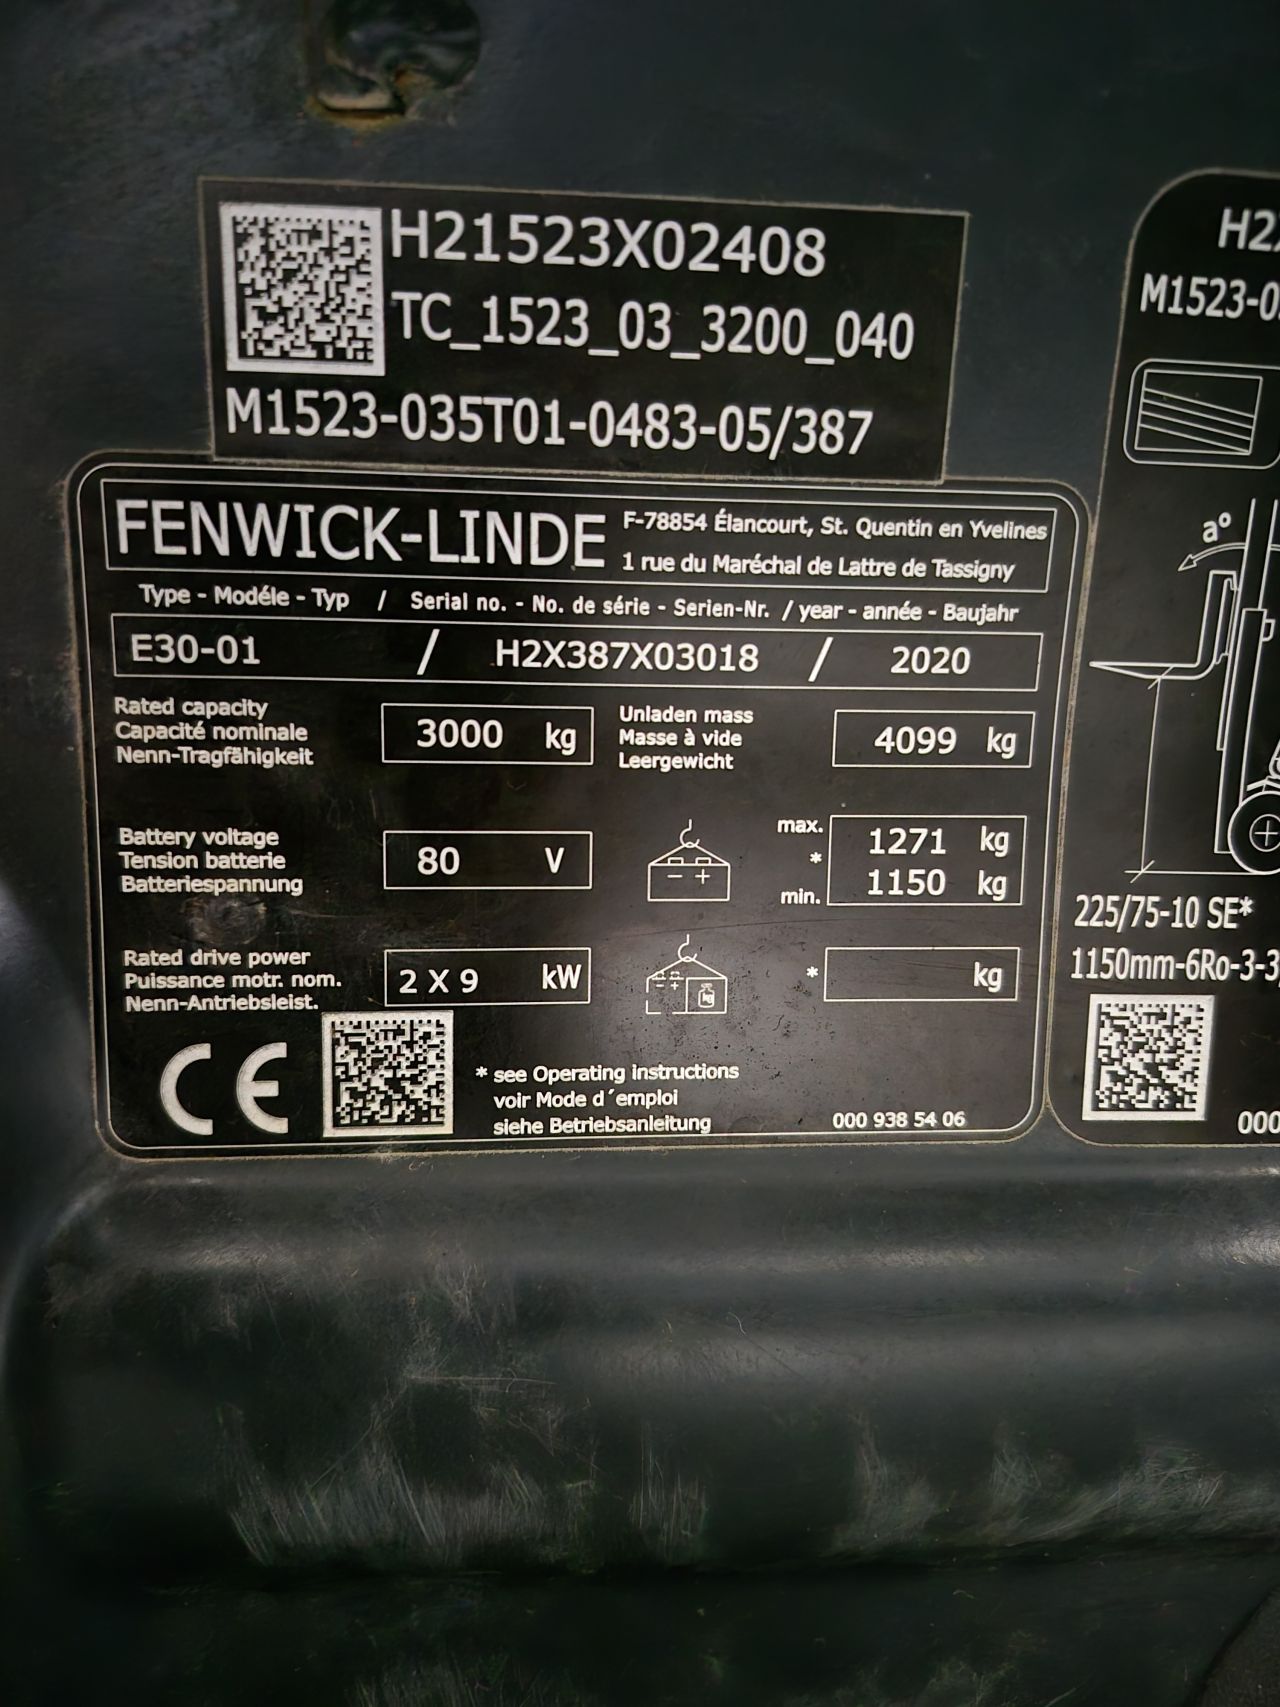 H21523X02408
TC_1523_03_3200_040
M1523-035T01-0483-05/387
FENWICK-LINDE
F-78854 Élancourt, St. Quentin en Yvelines
1 rue du Maréchal de Lattre de Tassigny
Type - Modéle - Typ / Serial no. - No. de série - Serien-Nr. / year - année - Baujahr
E30-01 / H2X387X03018 / 2020
Rated capacity
Capacité nominale
Nenn-Tragfähigkeit
3000 kg
Unladen mass
Masse à vide
Leergewicht
4099 kg
Battery voltage
Tension batterie
Batteriespannung
80 V
max. 1271 kg
*
min. 1150 kg
Rated drive power
Puissance motr. nom.
Nenn-Antriebsleist.
2 X 9 kW
* kg
CE
* see Operating instructions
voir Mode d´emploi
siehe Betriebsanleitung
000 938 54 06
H2
M1523-0
a°
225/75-10 SE*
1150mm-6Ro-3-3
000